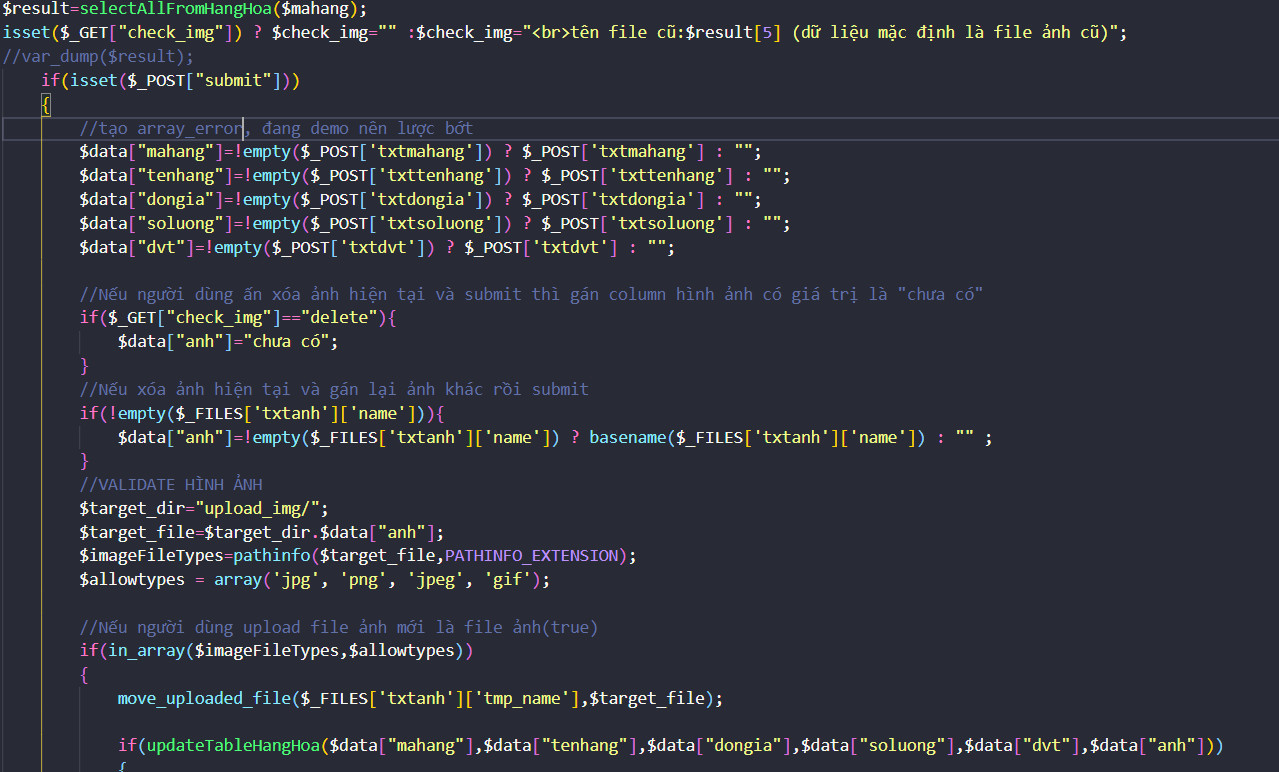 $result=selectAllFromHangHoa($mahang);
isset($_GET["check_img"]) ? $check_img="" :$check_img="<br>tên file cũ:$result[5] (dữ liệu mặc định là file ảnh cũ)";
//var_dump($result);
if(isset($_POST["submit"]))
{
//tạo array_error, đang demo nên lược bớt
$data["mahang"]=!empty($_POST['txtmahang']) ? $_POST['txtmahang'] : "";
$data["tenhang"]=!empty($_POST['txttenhang']) ? $_POST['txttenhang'] : "";
$data["dongia"]=!empty($_POST['txtdongia']) ? $_POST['txtdongia'] : "";
$data["soluong"]=!empty($_POST['txtsoluong']) ? $_POST['txtsoluong'] : "";
$data["dvt"]=!empty($_POST['txtdvt']) ? $_POST['txtdvt'] : "";
//Nếu người dùng ấn xóa ảnh hiện tại và submit thì gán column hình ảnh có giá trị là "chưa có"
if($_GET["check_img"]=="delete"){
$data["anh"]="chưa có";
}
//Nếu xóa ảnh hiện tại và gán lại ảnh khác rồi submit
if(!empty($_FILES['txtanh']['name'])){
$data["anh"]=!empty($_FILES['txtanh']['name']) ? basename($_FILES['txtanh']['name']) : "" ;
}
//VALIDATE HÌNH ẢNH
$target_dir="upload_img/";
$target_file=$target_dir.$data["anh"];
$imageFileTypes=pathinfo($target_file,PATHINFO_EXTENSION);
$allowtypes = array('jpg', 'png', 'jpeg', 'gif');
//Nếu người dùng upload file ảnh mới là file ảnh(true)
if(in_array($imageFileTypes,$allowtypes))
{
move_uploaded_file($_FILES['txtanh']['tmp_name'],$target_file);
if(updateTableHangHoa($data["mahang"],$data["tenhang"],$data["dongia"],$data["soluong"],$data["dvt"],$data["anh"]))
{